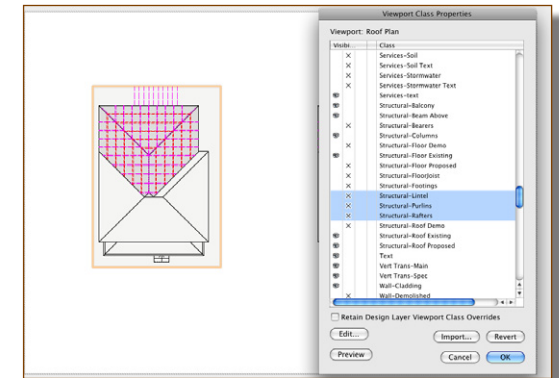 Viewport Class Properties
Viewport: Roof Plan
Visibi... Class
Services-Soil
Services-Soil Text
Services-Stormwater
Services-Stormwater Text
Services-text
Structural-Balcony
Structural-Beam Above
Structural-Bearers
Structural-Columns
Structural-Floor Demo
Structural-Floor Existing
Structural-Floor Proposed
Structural-FloorJoist
Structural-Footings
Structural-Lintel
Structural-Purlins
Structural-Rafters
Structural-Roof Demo
Structural-Roof Existing
Structural-Roof Proposed
Text
Vert Trans-Main
Vert Trans-Spec
Wall-Cladding
Wall-Demolished
Retain Design Layer Viewport Class Overrides
Edit... Import... Revert
Preview Cancel OK